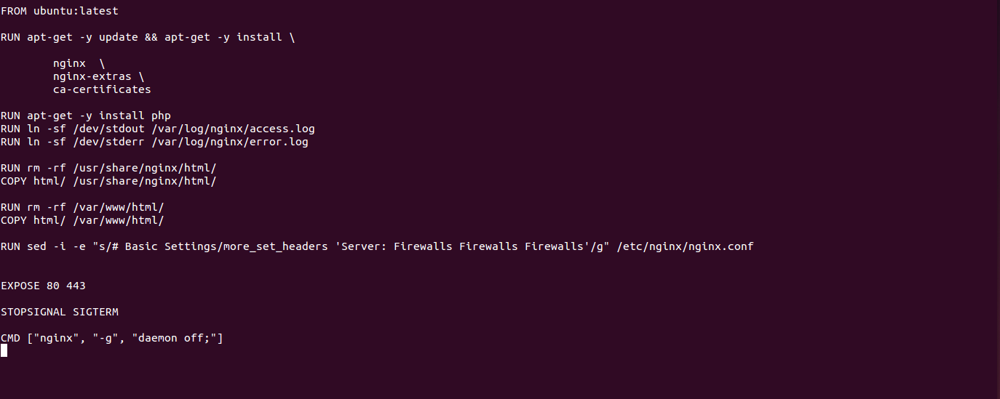 FROM ubuntu:latest
RUN apt-get -y update && apt-get -y install \
nginx  \
nginx-extras \
ca-certificates
RUN apt-get -y install php
RUN ln -sf /dev/stdout /var/log/nginx/access.log
RUN ln -sf /dev/stderr /var/log/nginx/error.log
RUN rm -rf /usr/share/nginx/html/
COPY html/ /usr/share/nginx/html/
RUN rm -rf /var/www/html/
COPY html/ /var/www/html/
RUN sed -i -e "s/# Basic Settings/more_set_headers 'Server: Firewalls Firewalls Firewalls'/g" /etc/nginx/nginx.conf
EXPOSE 80 443
STOPSIGNAL SIGTERM
CMD ["nginx", "-g", "daemon off;"]